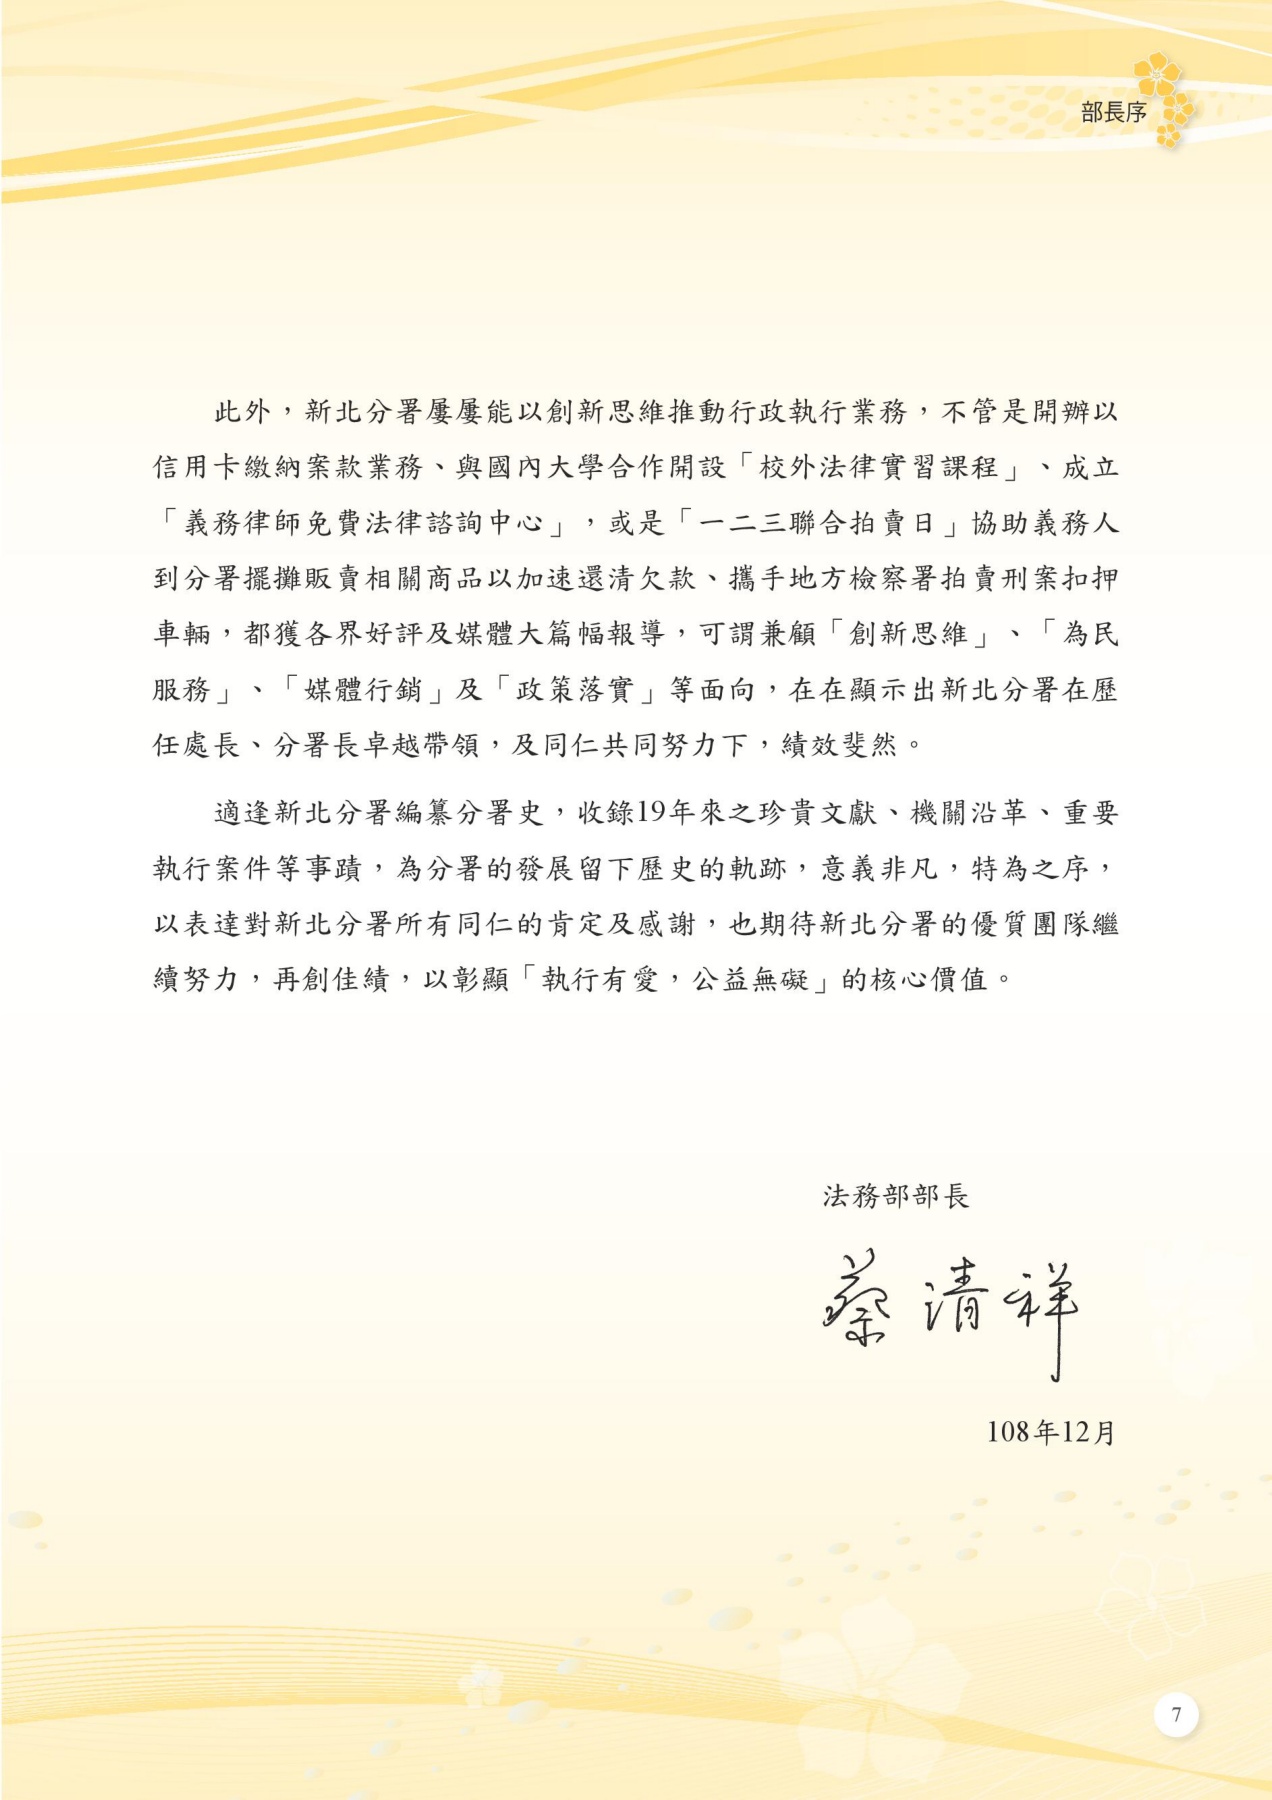 部長序
此外，新北分署屢屢能以創新思維推動行政執行業務，不管是開辦以
信用卡繳納案款業務、與國內大學合作開設「校外法律實習課程」、成立
「義務律師免費法律諮詢中心」，或是「一二三聯合拍賣日」協助義務人
到分署擺攤販賣相關商品以加速還清欠款、攜手地方檢察署拍賣刑案扣押
車輛，都獲各界好評及媒體大篇幅報導，可謂兼顧「創新思維」、「為民
服務」、「媒體行銷」及「政策落實」等面向，在在顯示出新北分署在歷
任處長、分署長卓越帶領，及同仁共同努力下，績效斐然。
適逢新北分署編纂分署史，收錄19年來之珍貴文獻、機關沿革、重要
執行案件等事蹟，為分署的發展留下歷史的軌跡，意義非凡，特為之序，
以表達對新北分署所有同仁的肯定及感謝，也期待新北分署的優質團隊繼
續努力，再創佳績，以彰顯「執行有愛，公益無礙」的核心價值。
法務部部長
蔡清祥
108年12月
7